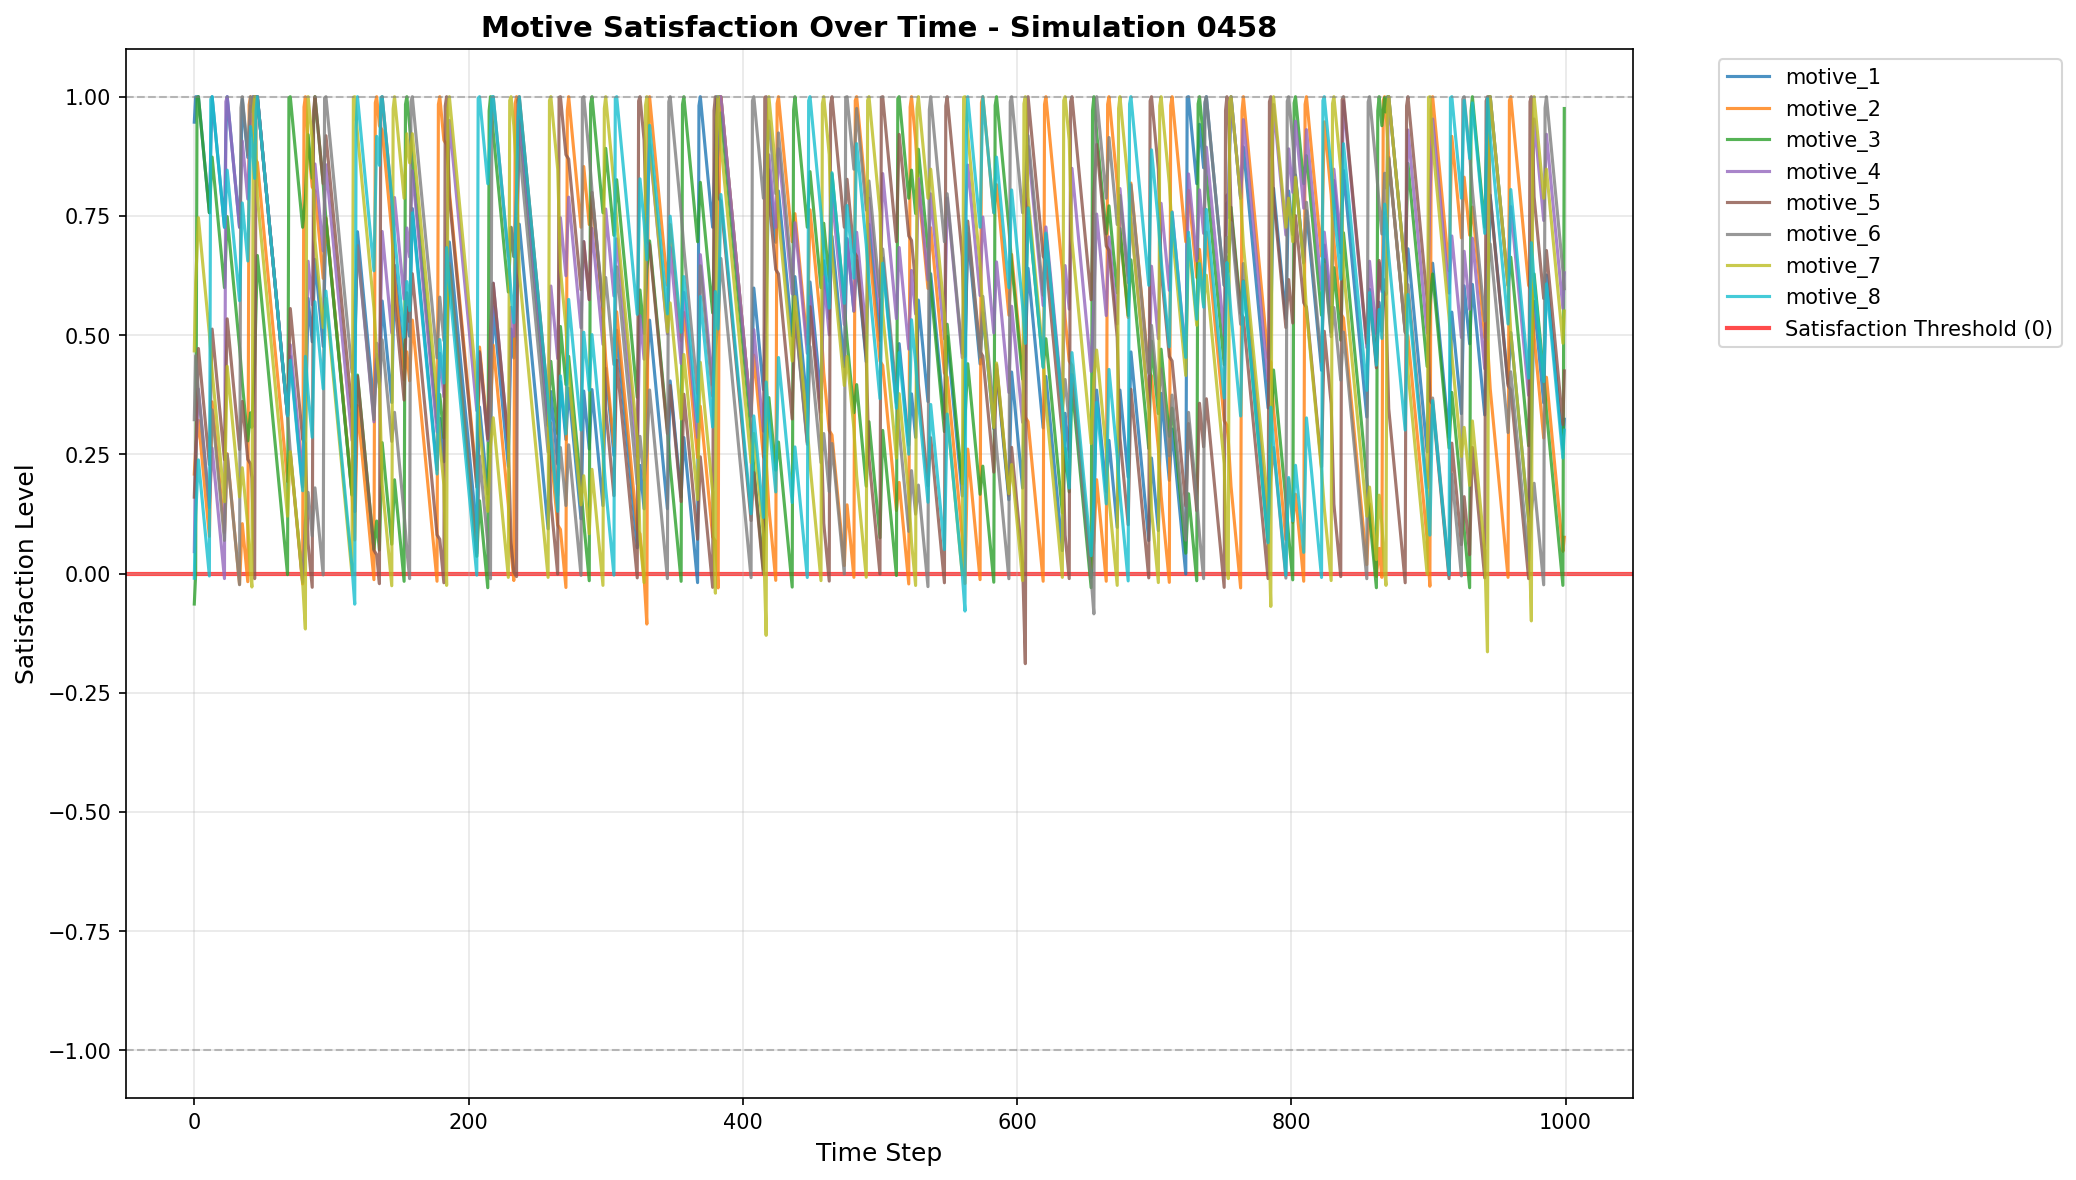 Motive Satisfaction Over Time - Simulation 0458
Satisfaction Level
1.00
0.75
0.50
0.25
0.00
−0.25
−0.50
−0.75
−1.00
0
200
400
600
800
1000
Time Step
motive_1
motive_2
motive_3
motive_4
motive_5
motive_6
motive_7
motive_8
Satisfaction Threshold (0)